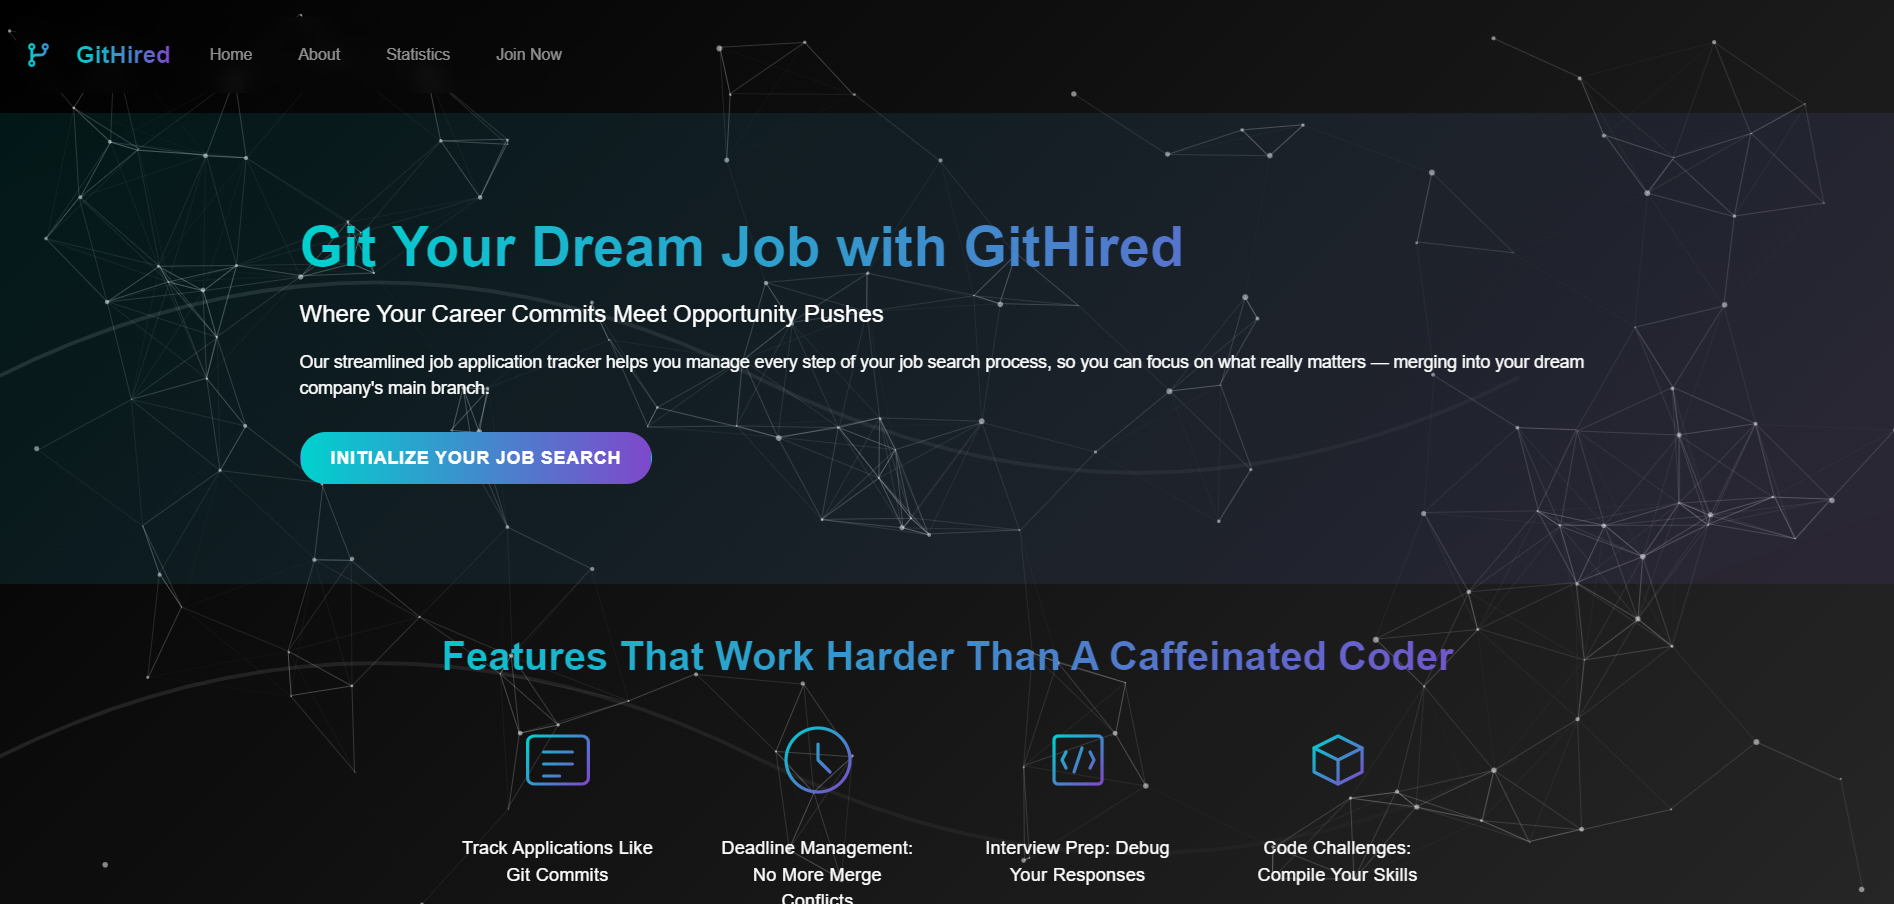 GitHired
Home
About
Statistics
Join Now
Git Your Dream Job with GitHired
Where Your Career Commits Meet Opportunity Pushes
Our streamlined job application tracker helps you manage every step of your job search process, so you can focus on what really matters — merging into your dream
company's main branch.
INITIALIZE YOUR JOB SEARCH
Features That Work Harder Than A Caffeinated Coder
Track Applications Like
Git Commits
Deadline Management:
No More Merge
Conflicts
Interview Prep: Debug
Your Responses
Code Challenges:
Compile Your Skills